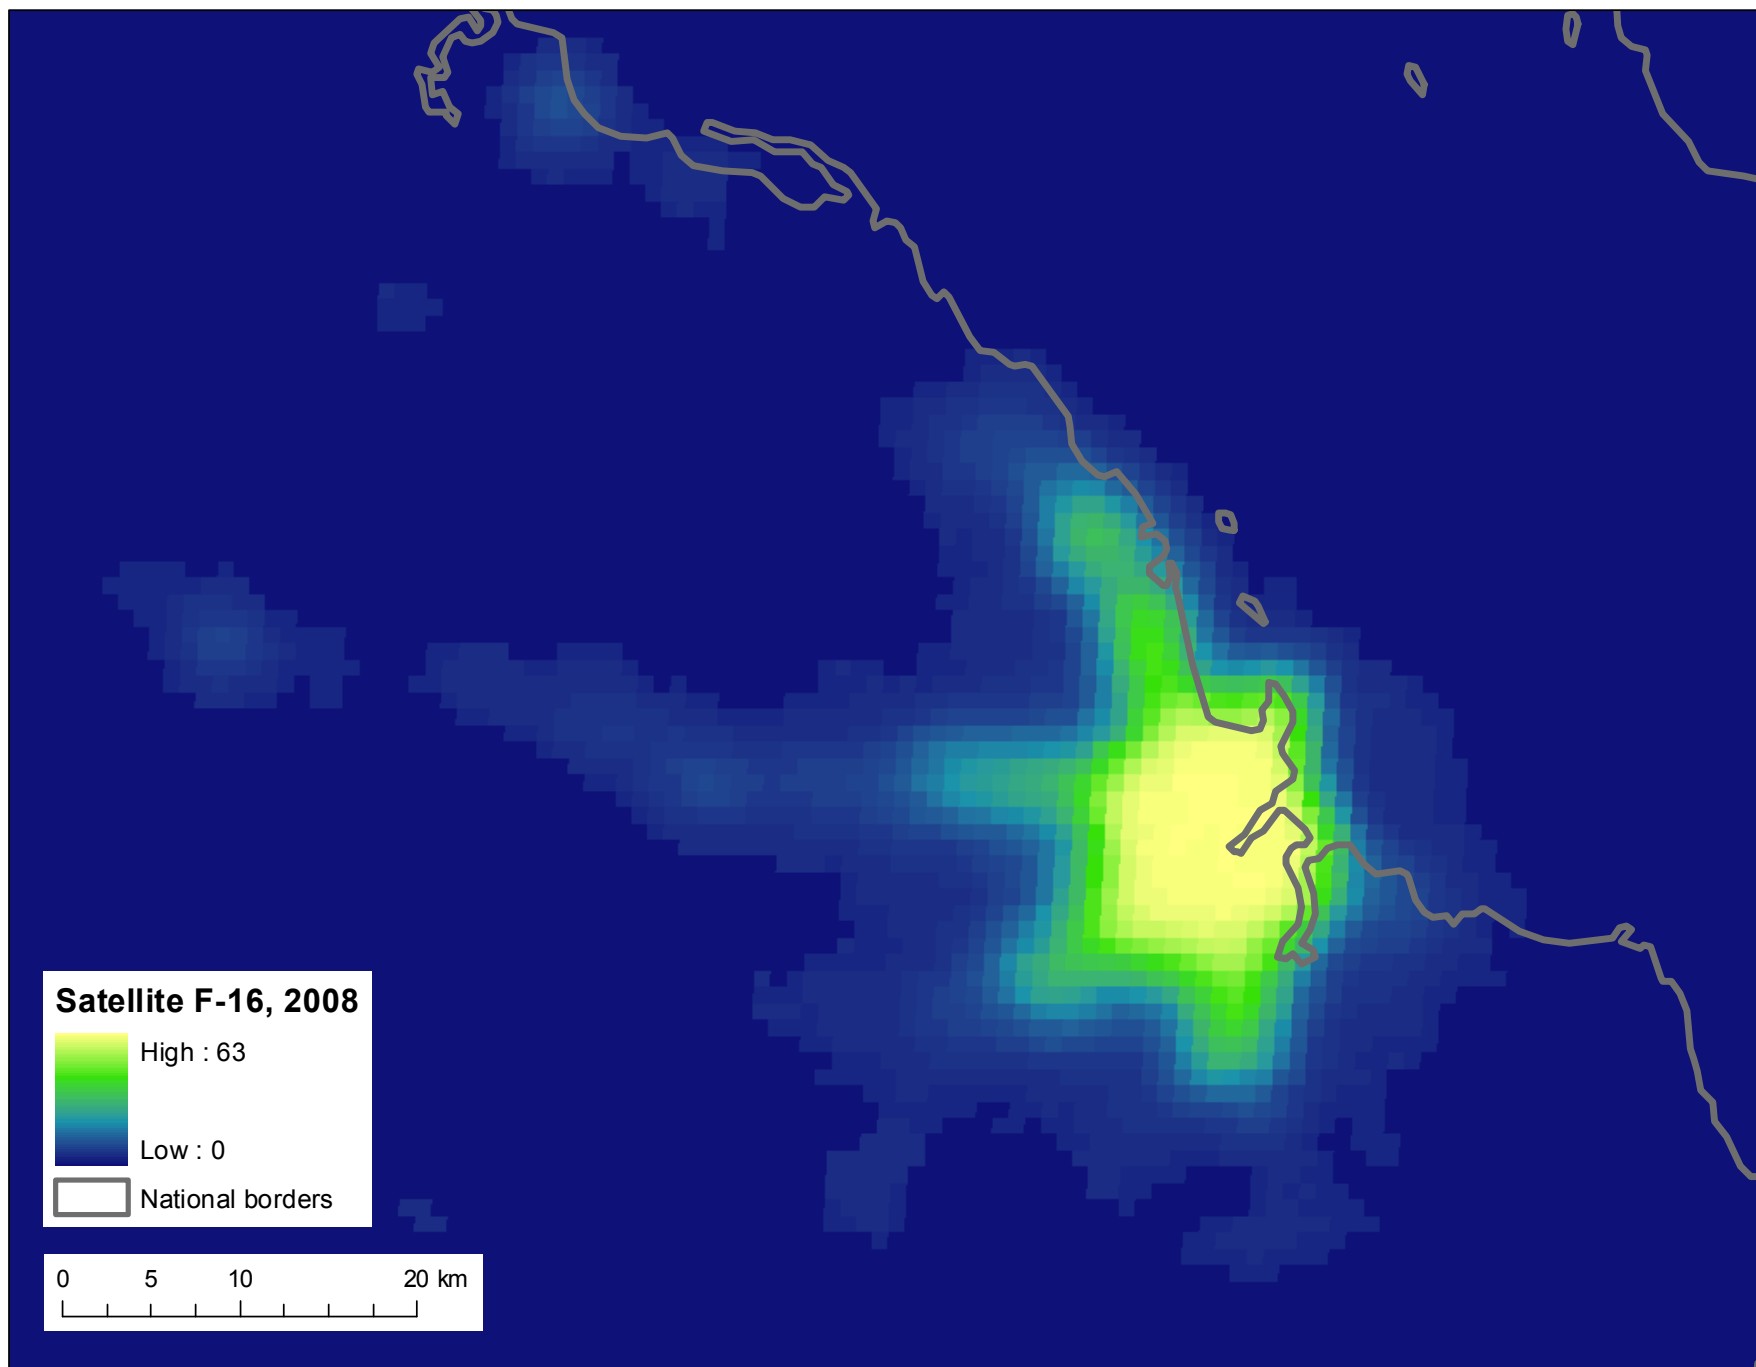 Satellite F-16, 2008
High : 63
Low : 0
National borders
0 5 10 20 km